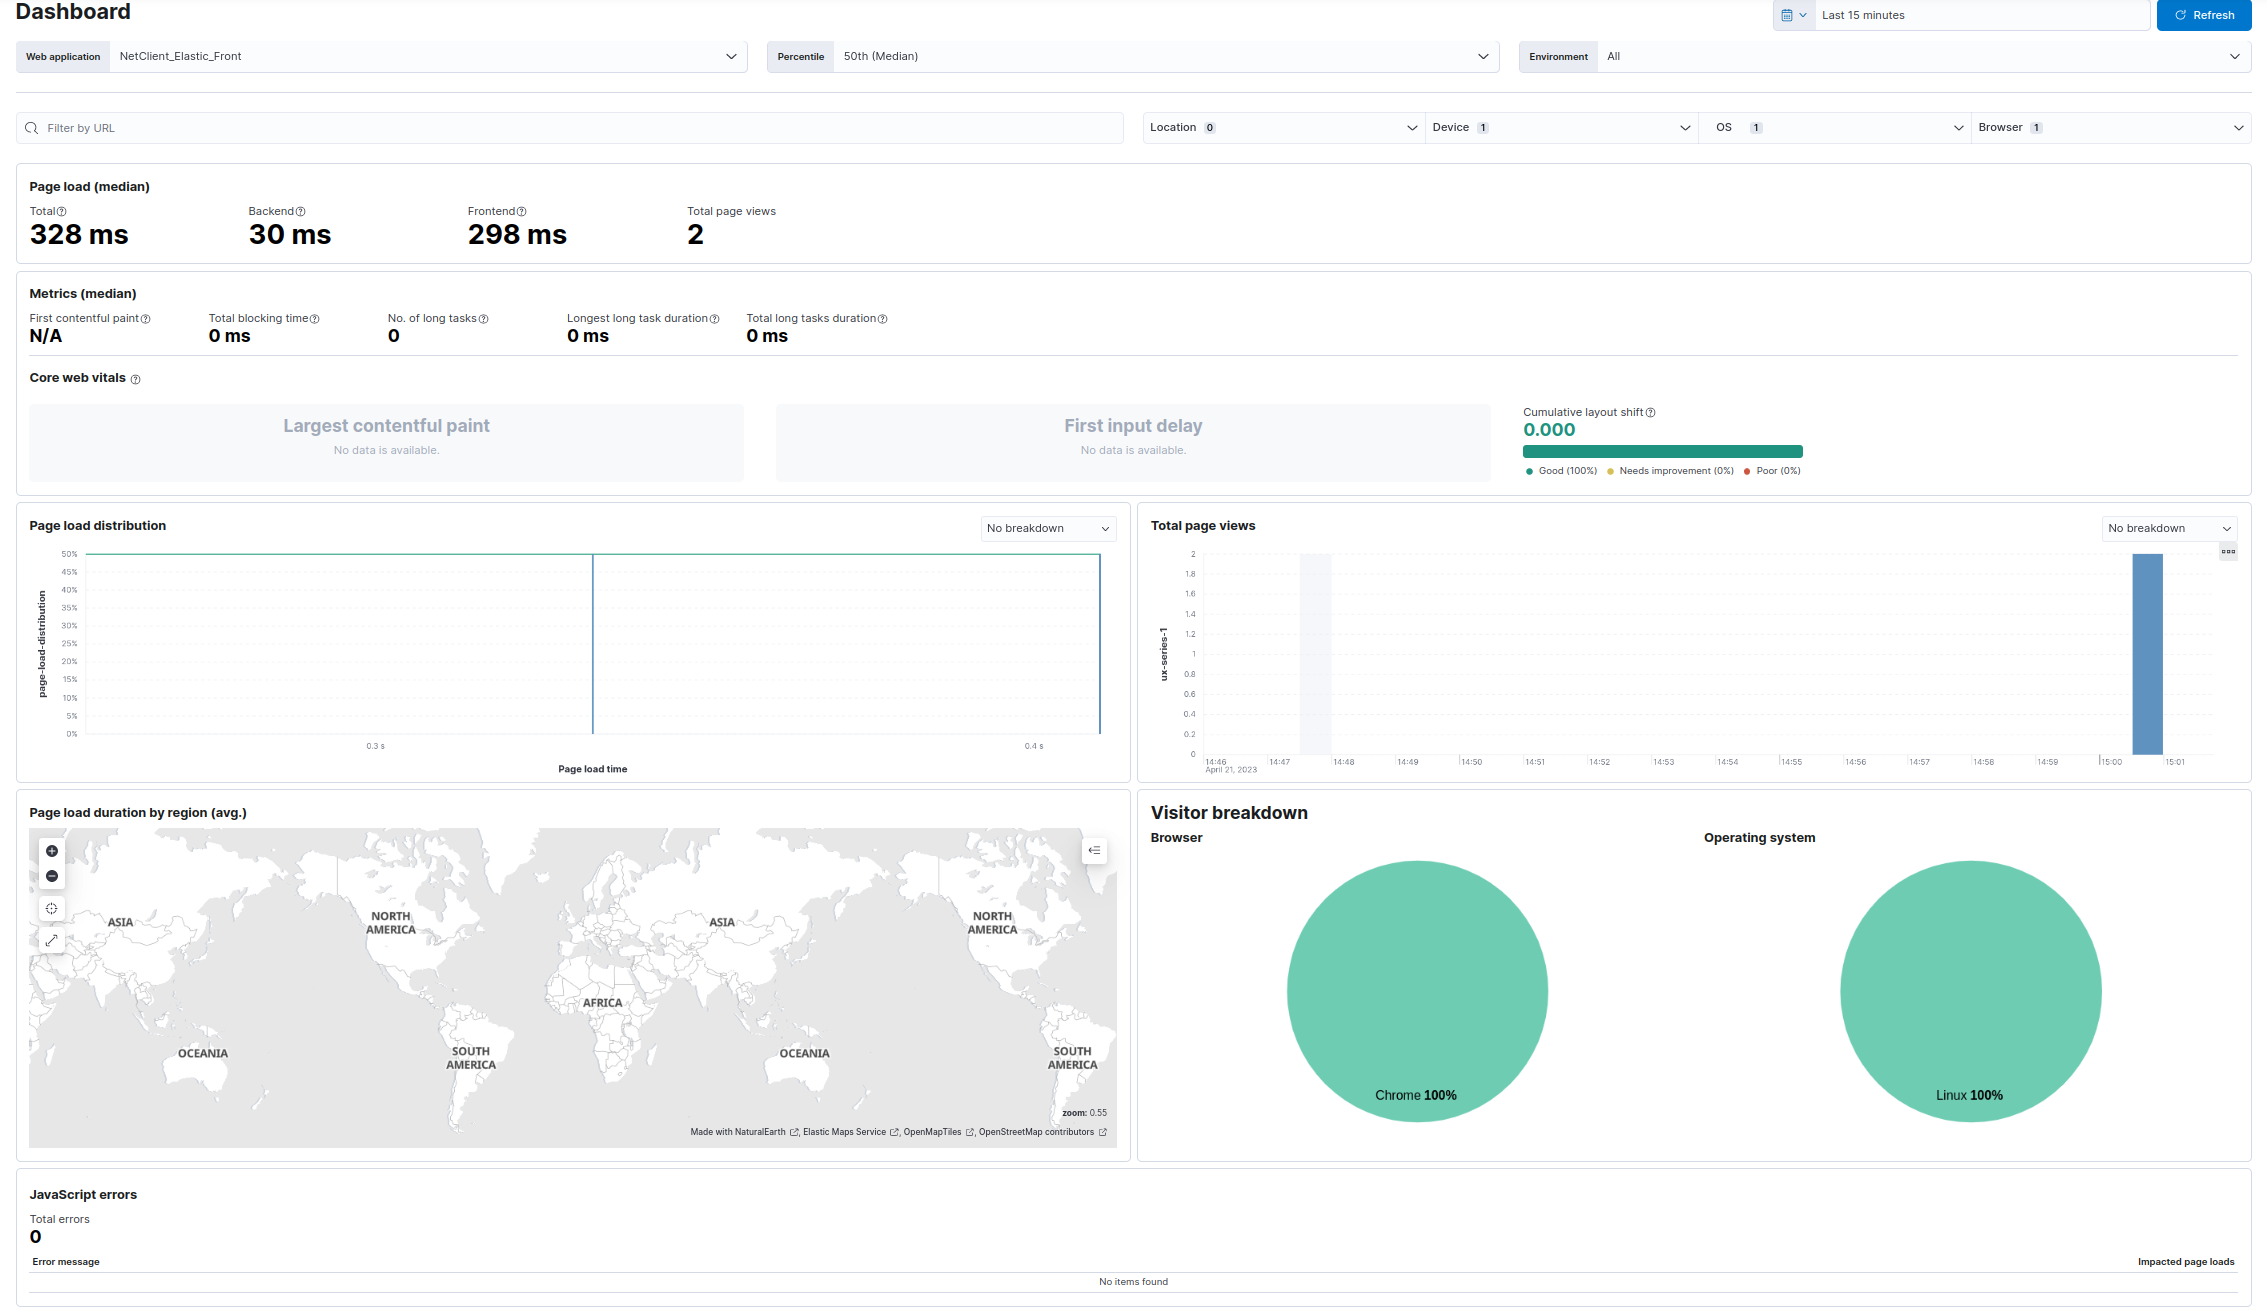 Dashboard
Last 15 minutes
Refresh
Web application NetClient_Elastic_Front
Percentile 50th (Median)
Environment All
Filter by URL
Location 0
Device 1
OS 1
Browser 1
Page load (median)
Total Backend Frontend Total page views
328 ms 30 ms 298 ms 2
Metrics (median)
First contentful paint Total blocking time No. of long tasks Longest long task duration Total long tasks duration
N/A 0 ms 0 0 ms 0 ms
Core web vitals
Largest contentful paint
No data is available.
First input delay
No data is available.
Cumulative layout shift
0.000
Good (100%) Needs improvement (0%) Poor (0%)
Page load distribution
No breakdown
page-load-distribution
50%
45%
40%
35%
30%
25%
20%
15%
10%
5%
0%
0.3 s 0.4 s
Page load time
Total page views
No breakdown
ux-series-1
2
1.8
1.6
1.4
1.2
1
0.8
0.6
0.4
0.2
0
14:46 14:47 14:48 14:49 14:50 14:51 14:52 14:53 14:54 14:55 14:56 14:57 14:58 14:59 15:00 15:01
April 21, 2023
Page load duration by region (avg.)
ASIA
NORTH
AMERICA
ASIA
NORTH
AMERICA
AFRICA
OCEANIA
SOUTH
AMERICA
OCEANIA
SOUTH
AMERICA
zoom: 0.55
Made with NaturalEarth , Elastic Maps Service , OpenMapTiles , OpenStreetMap contributors
Visitor breakdown
Browser
Operating system
Chrome 100%
Linux 100%
JavaScript errors
Total errors
0
Error message Impacted page loads
No items found